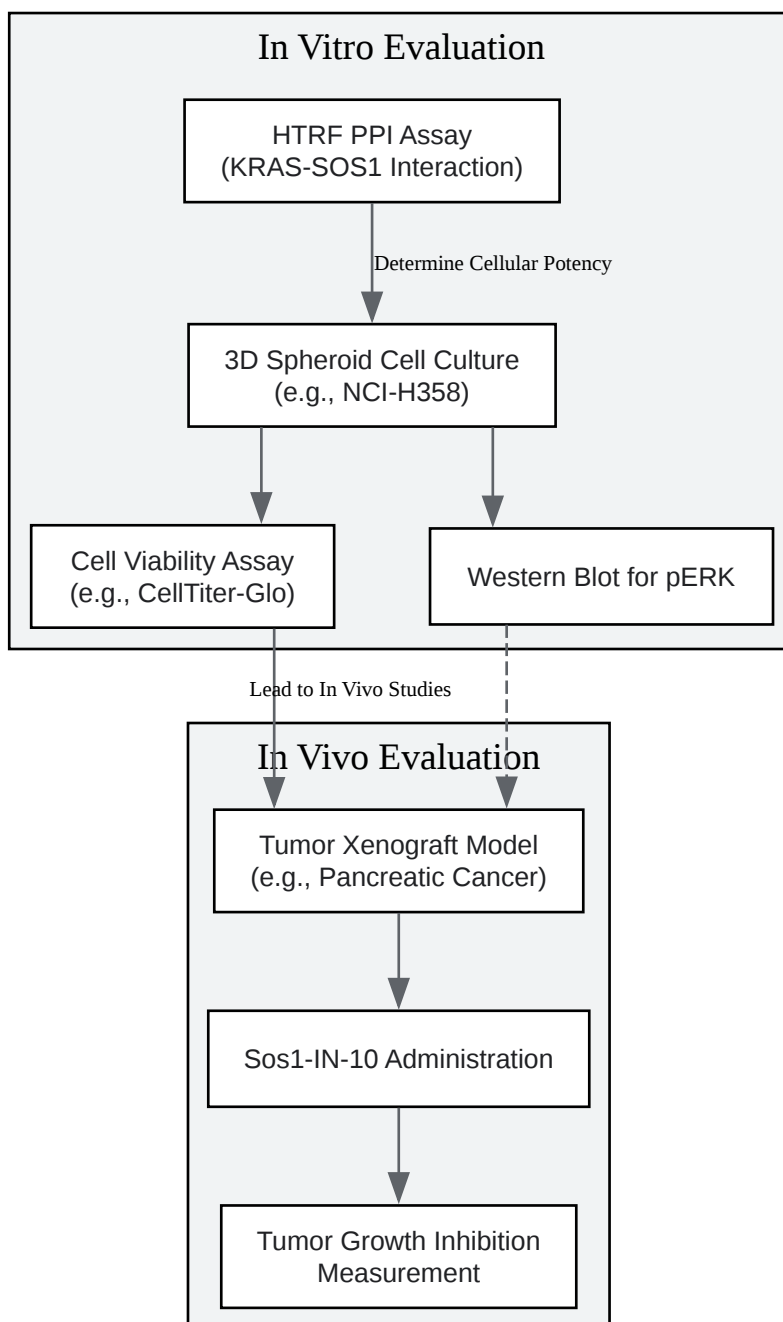 In Vitro Evaluation
HTRF PPI Assay
(KRAS-SOS1 Interaction)
Determine Cellular Potency
3D Spheroid Cell Culture
(e.g., NCI-H358)
Cell Viability Assay
(e.g., CellTiter-Glo)
Western Blot for pERK
Lead to In Vivo Studies
In Vivo Evaluation
Tumor Xenograft Model
(e.g., Pancreatic Cancer)
Sos1-IN-10 Administration
Tumor Growth Inhibition
Measurement